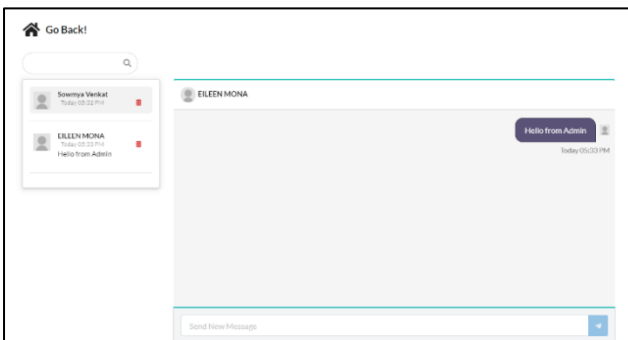 Go Back!
Sowmya Venkat
Today 05:32 PM
EILEEN MONA
Today 05:33 PM
Hello from Admin
EILEEN MONA
Hello from Admin
Today 05:33 PM
Send New Message